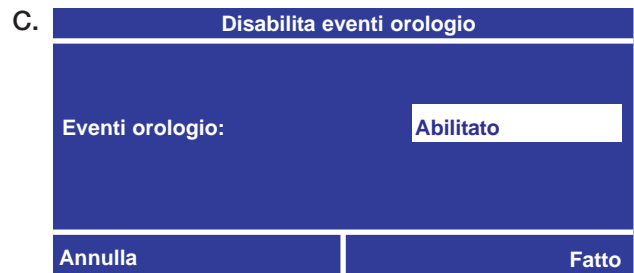 C.
Disabilita eventi orologio
Eventi orologio: Abilitato
Annulla Fatto